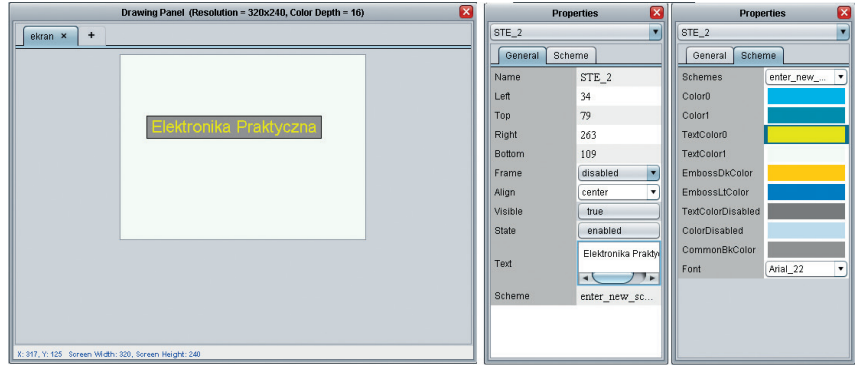 Drawing Panel (Resolution = 320x240, Color Depth = 16)
ekran × +
Elektronika Praktyczna
X: 317, Y: 125 Screen Width: 320, Screen Height: 240
Properties
STE_2
General Scheme
Name STE_2
Left 34
Top 79
Right 263
Bottom 109
Frame disabled
Align center
Visible true
State enabled
Text Elektronika Prakty
Scheme enter_new_sc...
Properties
STE_2
General Scheme
Schemes enter_new_...
Color0
Color1
TextColor0
TextColor1
EmbossDkColor
EmbossLtColor
TextColorDisabled
ColorDisabled
CommonBkColor
Font Arial_22